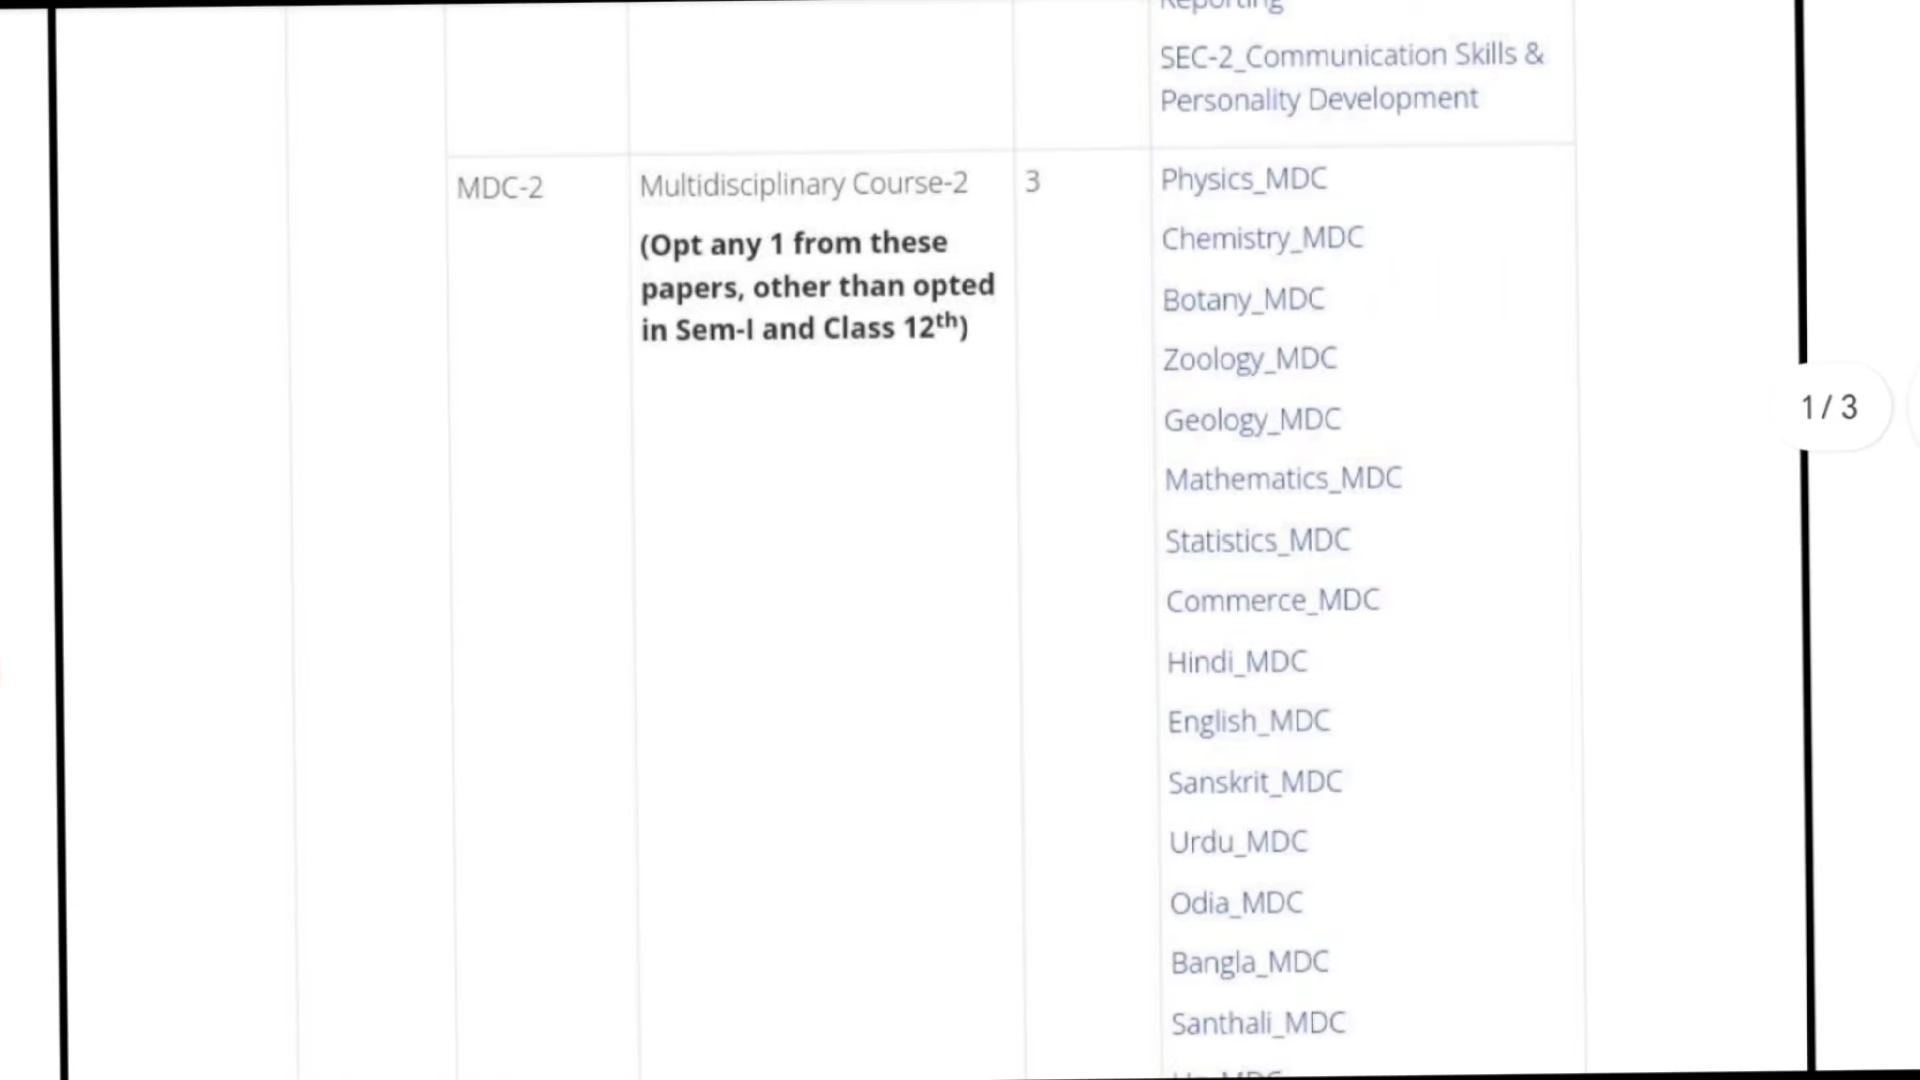 Reporting
SEC-2_Communication Skills &
Personality Development
MDC-2
Multidisciplinary Course-2
(Opt any 1 from these
papers, other than opted
in Sem-I and Class 12th)
3
Physics_MDC
Chemistry_MDC
Botany_MDC
Zoology_MDC
Geology_MDC
Mathematics_MDC
Statistics_MDC
Commerce_MDC
Hindi_MDC
English_MDC
Sanskrit_MDC
Urdu_MDC
Odia_MDC
Bangla_MDC
Santhali_MDC
1/ 3